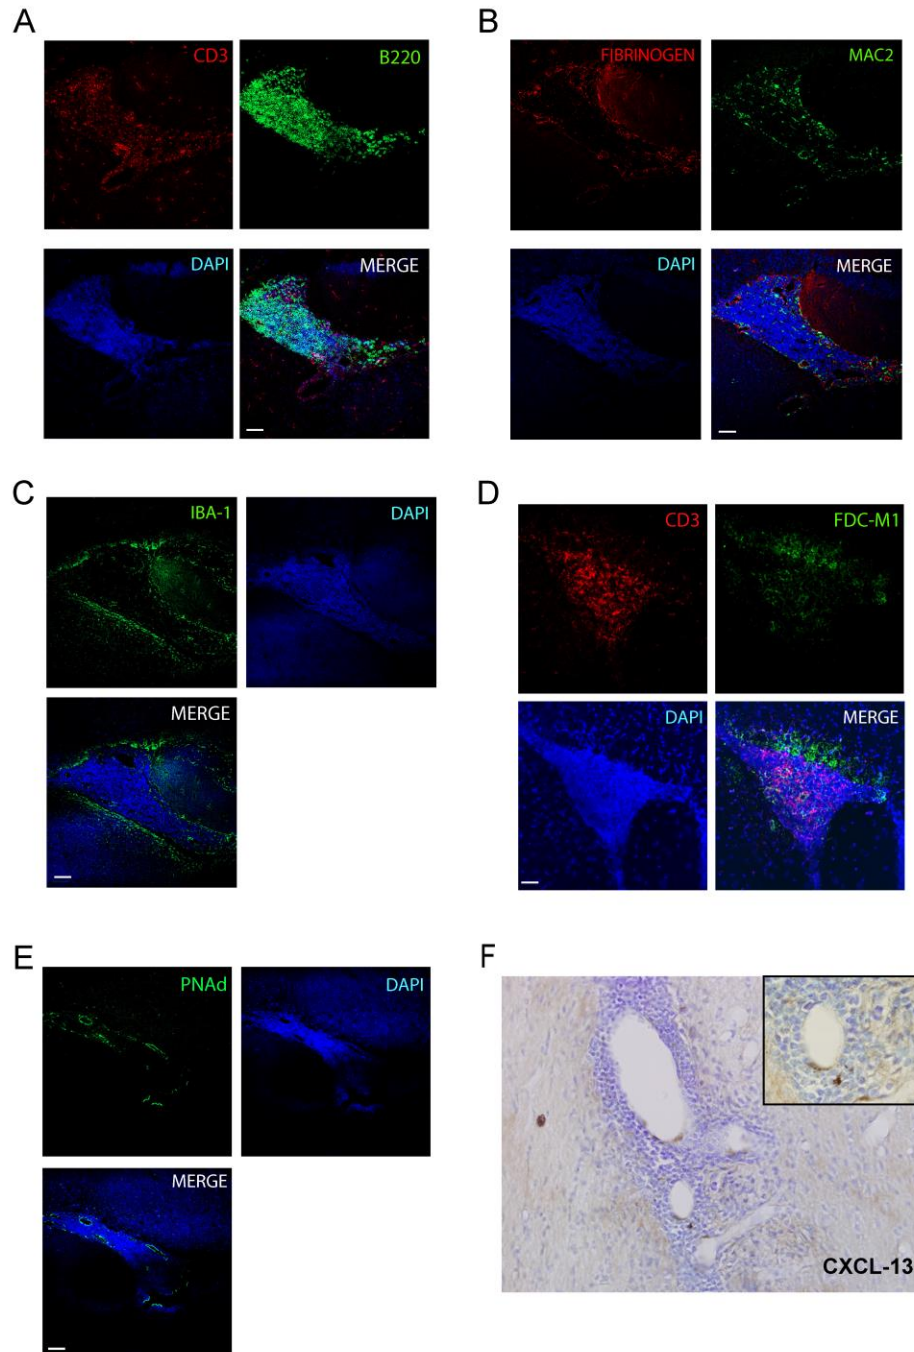 A
CD3
B220
DAPI
MERGE
B
FIBRINOGEN
MAC2
DAPI
MERGE
C
IBA-1
DAPI
MERGE
D
CD3
FDC-M1
DAPI
MERGE
E
PNAd
DAPI
MERGE
F
CXCL-13